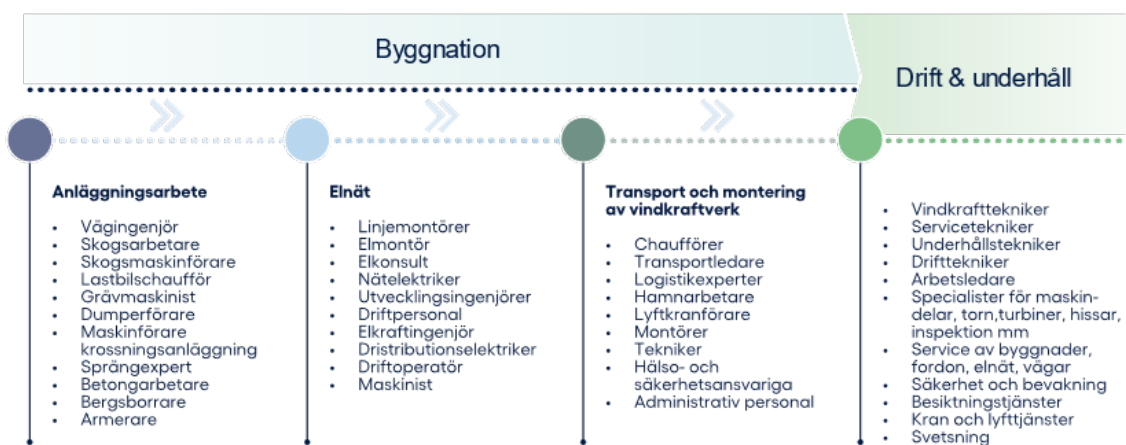 Byggnation
Drift & underhåll
Anläggningsarbete
• Vägingenjör
• Skogsarbetare
• Skogsmaskinförare
• Lastbilschaufför
• Grävmaskinist
• Dumperförare
• Maskinförare
krossningsanläggning
• Sprängexpert
• Betongarbetare
• Bergsborrare
• Armerare
Elnät
• Linjemontörer
• Elmontör
• Elkonsult
• Nätelektriker
• Utvecklingsingenjörer
• Driftpersonal
• Elkraftingenjör
• Dristributionselektriker
• Driftoperatör
• Maskinist
Transport och montering
av vindkraftverk
• Chaufförer
• Transportledare
• Logistikexperter
• Hamnarbetare
• Lyftkranförare
• Montörer
• Tekniker
• Hälso- och
säkerhetsansvariga
• Administrativ personal
• Vindkrafttekniker
• Servicetekniker
• Underhållstekniker
• Drifttekniker
• Arbetsledare
• Specialister för maskin-
delar, torn,turbiner, hissar,
inspektion mm
• Service av byggnader,
fordon, elnät, vägar
• Säkerhet och bevakning
• Besiktningstjänster
• Kran och lyfttjänster
• Svetsning